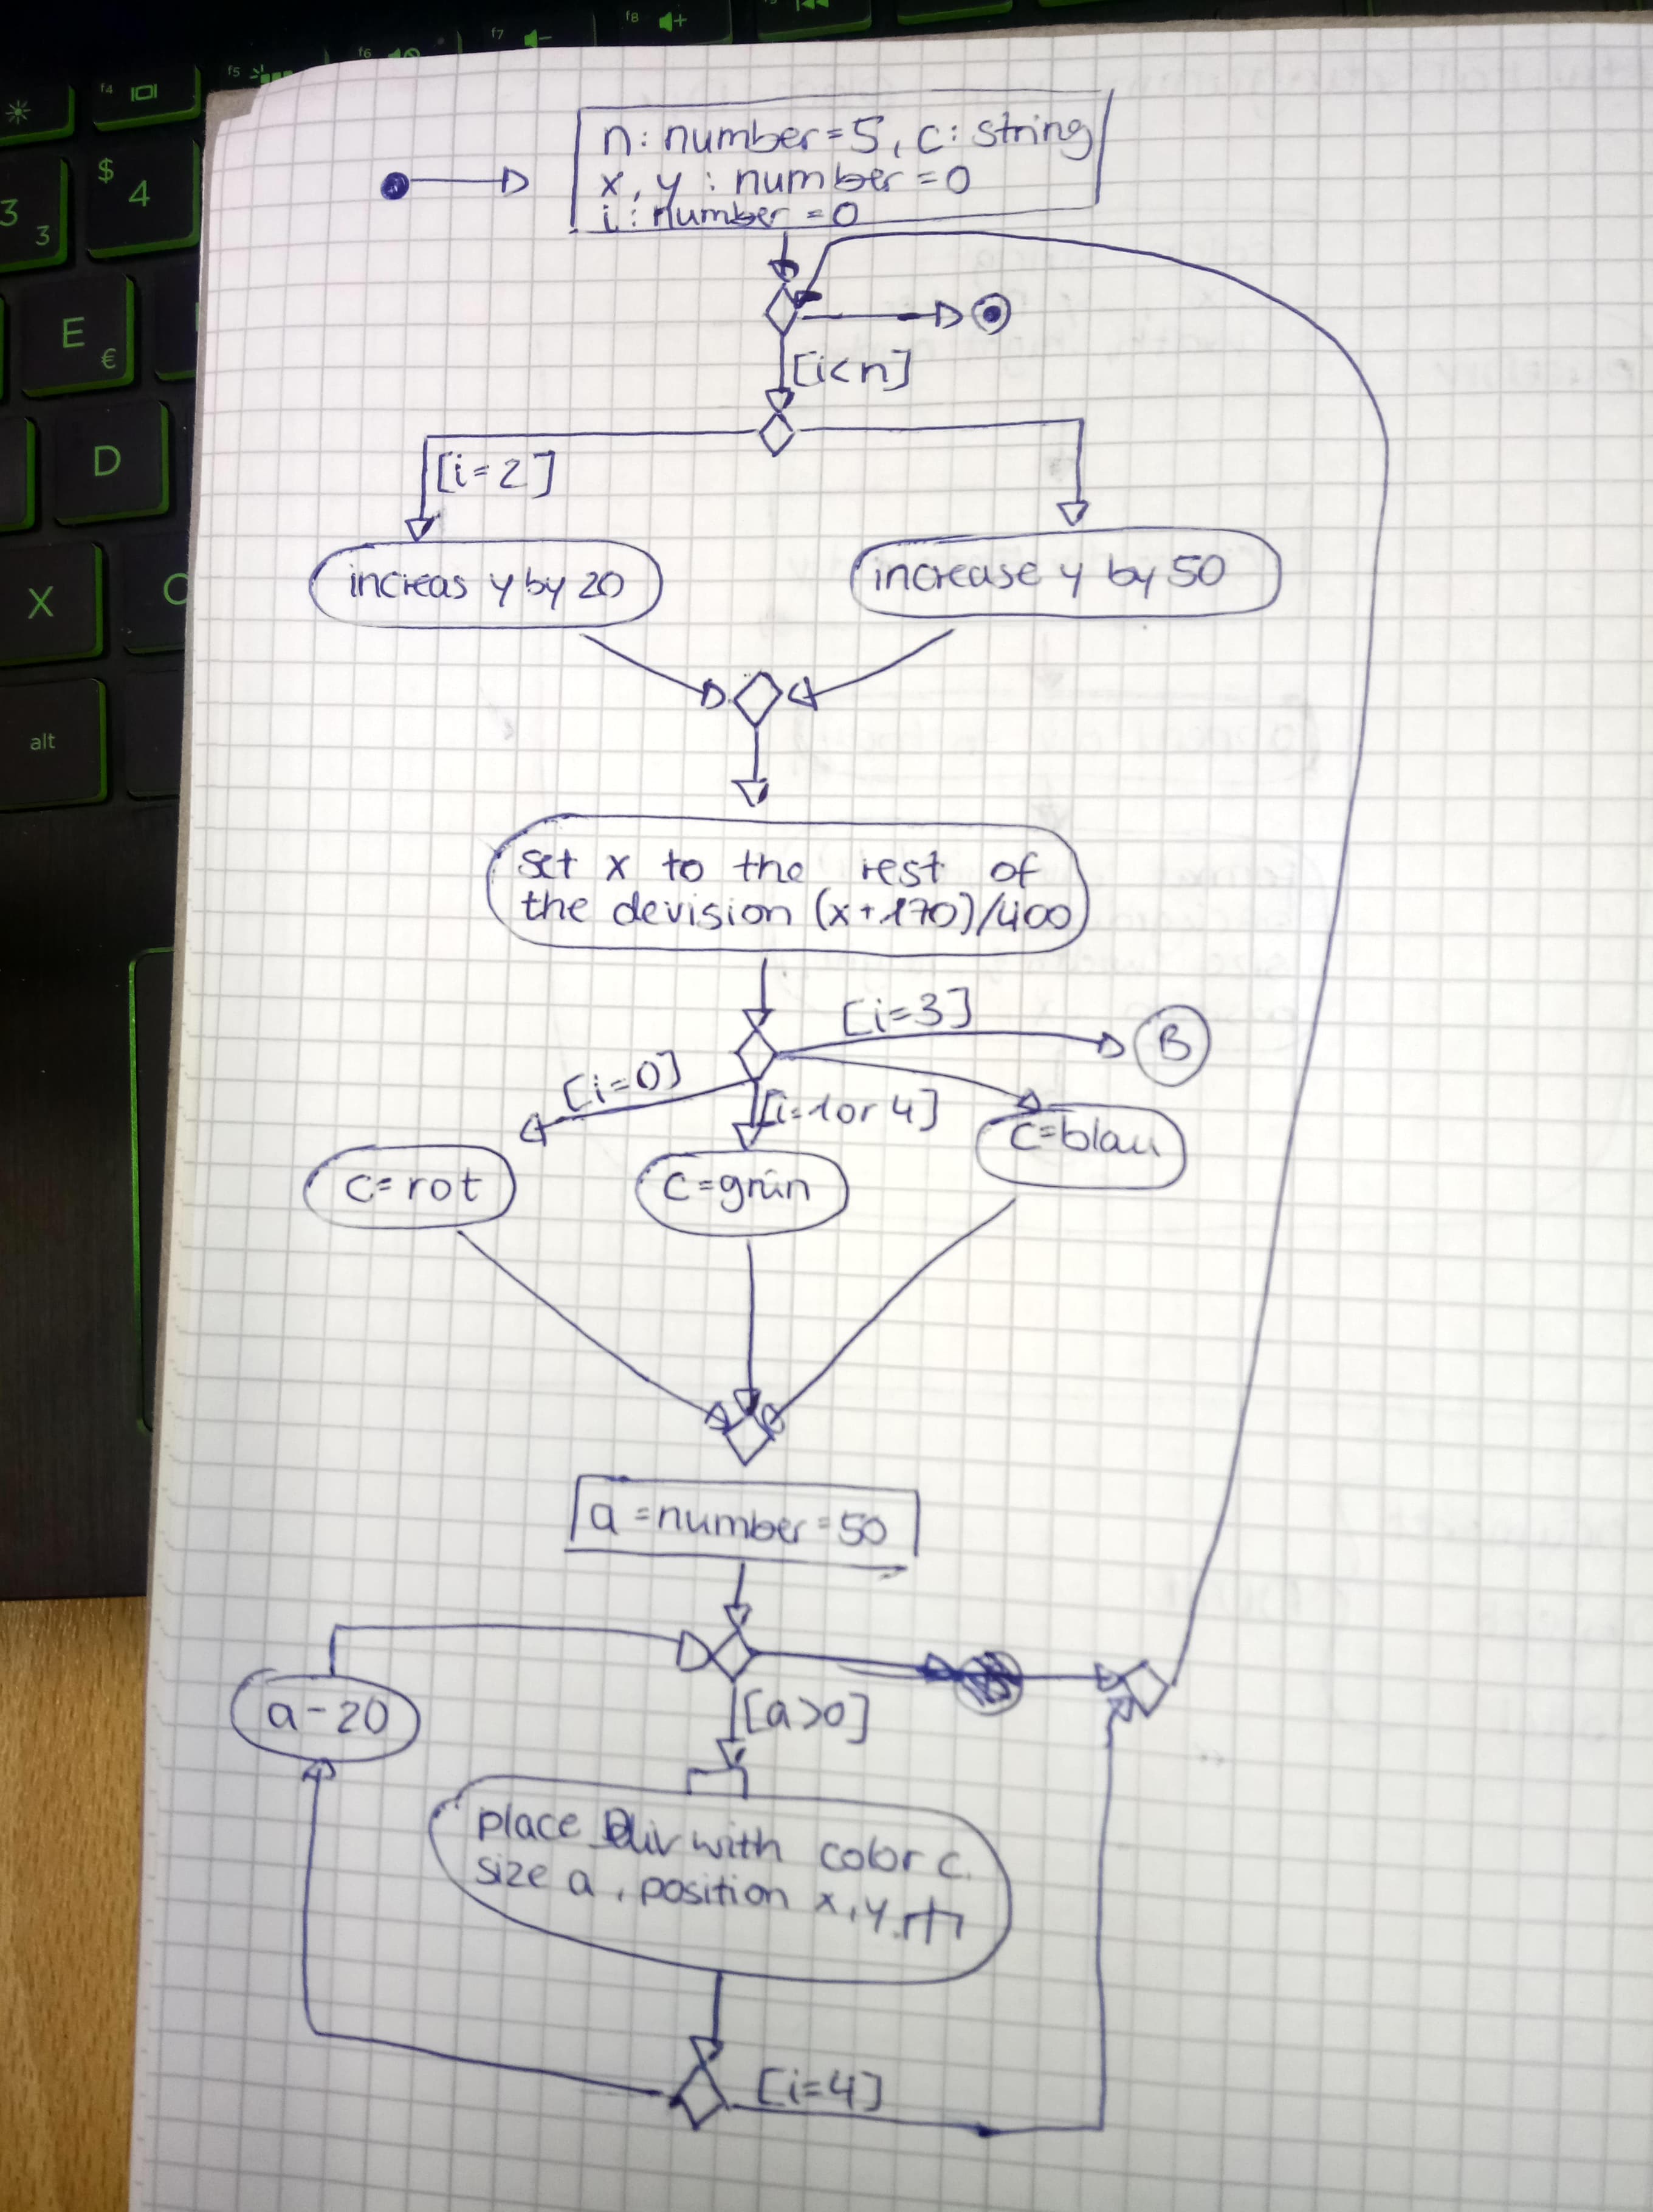 f4
f5
f6
f7
f8
3
3
$
4
E
€
D
X
C
alt
n: number=5, c: string
x, y : number =0
i : number =0
[i<n]
[i=2]
increas y by 20
increase y by 50
set x to the rest of
the devision (x+170)/400
[i=3]
B
[i=0]
[i=1or 4]
c=blau
c=rot
c=grün
a =number=50
a-20
[a>0]
place Div with color c.
size a, position x,y.
[i=4]